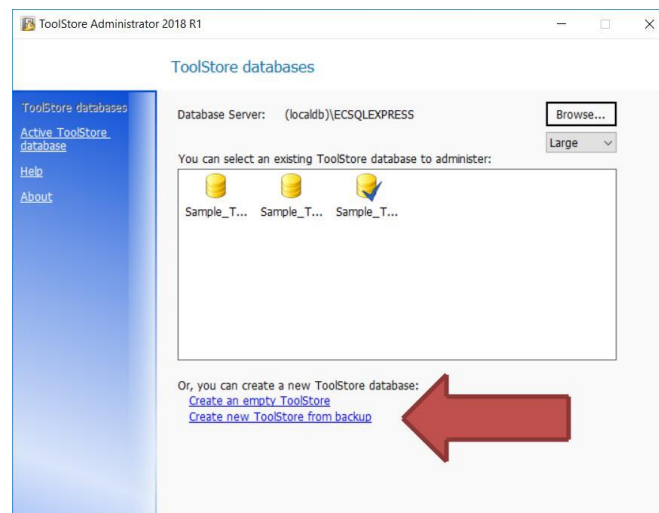 ToolStore Administrator 2018 R1
ToolStore databases
ToolStore databases
Active ToolStore
database
Help
About
Database Server: (localdb)\ECSQLEXPRESS
Browse...
Large
You can select an existing ToolStore database to administer:
Sample_T... Sample_T... Sample_T...
Or, you can create a new ToolStore database:
Create an empty ToolStore
Create new ToolStore from backup